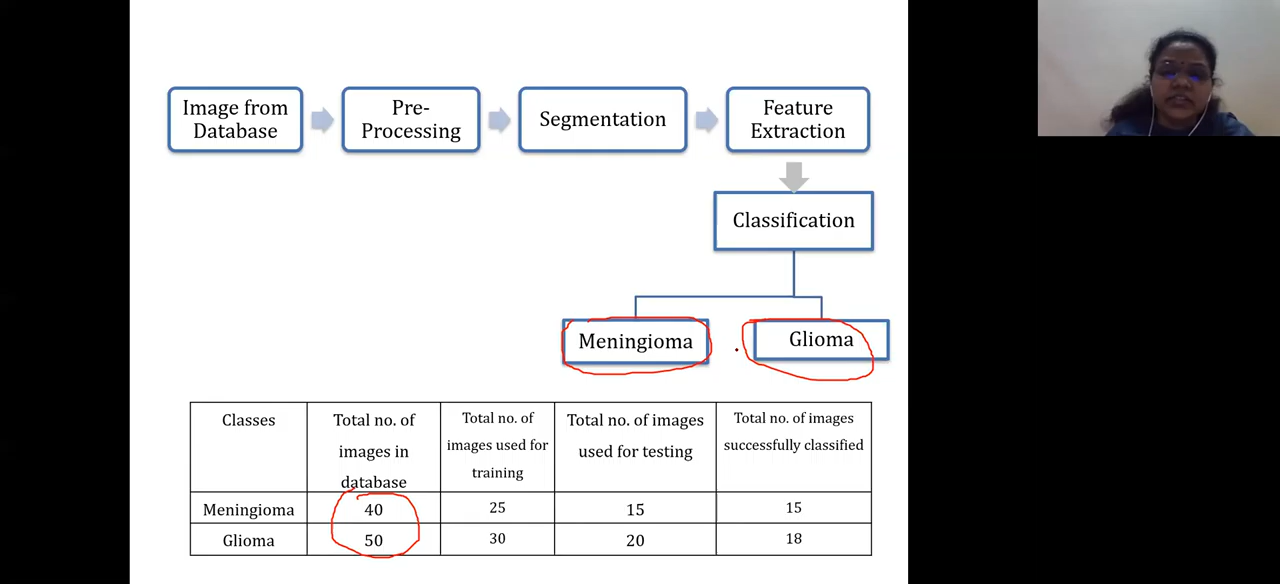 Image from
Database
Pre-
Processing
Segmentation
Feature
Extraction
Classification
Meningioma
Glioma
Classes
Total no. of
images in
database
Total no. of
images used for
training
Total no. of images
used for testing
Total no. of images
successfully classified
Meningioma 40 25 15 15
Glioma 50 30 20 18